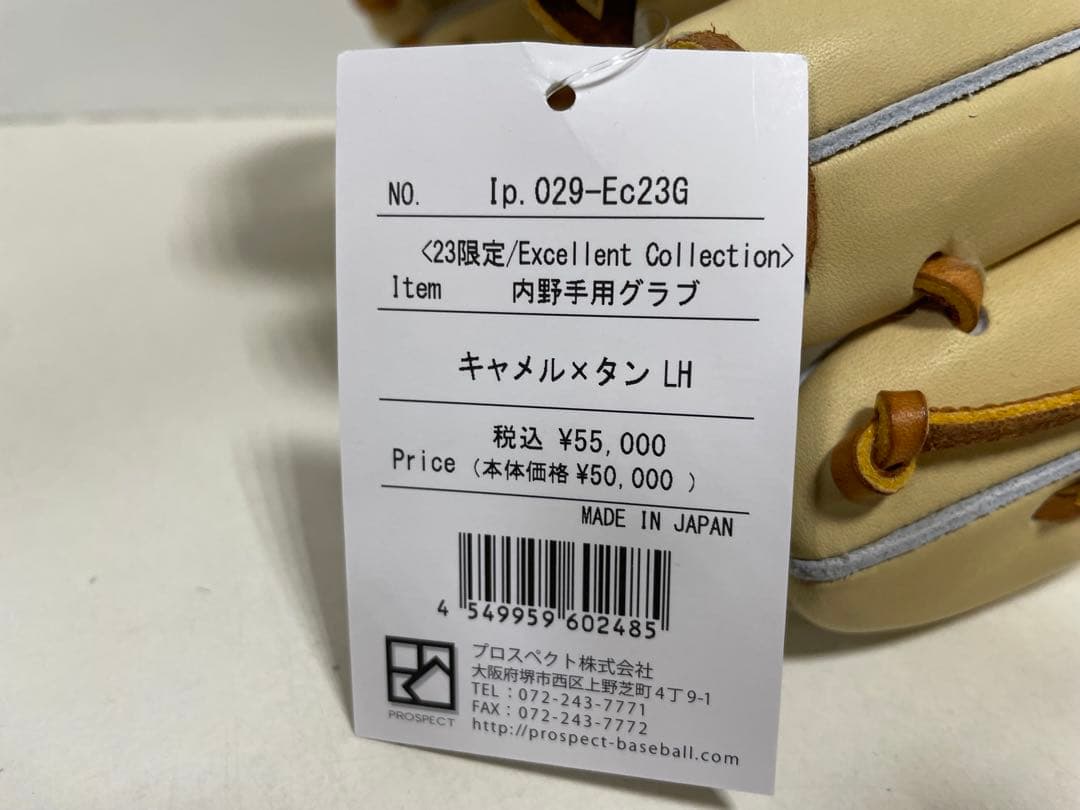 NO. Ip.029-Ec23G
<23限定/Excellent Collection>
Item 内野手用グラブ
キャメル×タン LH
税込 ¥55,000
Price (本体価格 ¥50,000 )
MADE IN JAPAN
4 549959 602485
プロスペクト株式会社
大阪府堺市西区上野芝町4丁9-1
TEL：072-243-7771
FAX：072-243-7772
PROSPECT
http://prospect-baseball.com